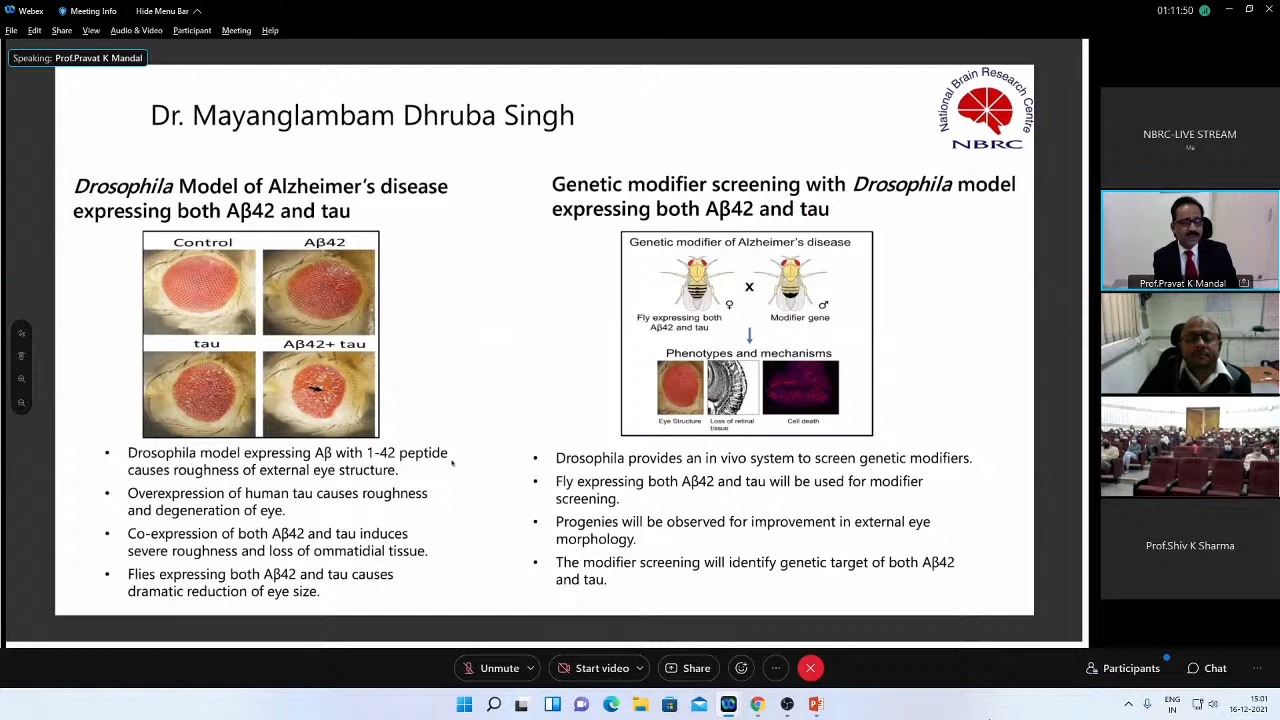 Webex
Meeting Info
Hide Menu Bar
01:11:50
File Edit Share View Audio & Video Participant Meeting Help
Speaking: Prof.Pravat K Mandal
Dr. Mayanglambam Dhruba Singh
National Brain Research Centre
NBRC
Drosophila Model of Alzheimer's disease
expressing both Aβ42 and tau
Control
Aβ42
tau
Aβ42+ tau
Drosophila model expressing Aβ with 1-42 peptide
causes roughness of external eye structure.
Overexpression of human tau causes roughness
and degeneration of eye.
Co-expression of both Aβ42 and tau induces
severe roughness and loss of ommatidial tissue.
Flies expressing both Aβ42 and tau causes
dramatic reduction of eye size.
Genetic modifier screening with Drosophila model
expressing both Aβ42 and tau
Genetic modifier of Alzheimer's disease
x
♀
♂
Fly expressing both
Aβ42 and tau
Modifier gene
Phenotypes and mechanisms
Eye Structure
Loss of retinal
tissue
Cell death
Drosophila provides an in vivo system to screen genetic modifiers.
Fly expressing both Aβ42 and tau will be used for modifier
screening.
Progenies will be observed for improvement in external eye
morphology.
The modifier screening will identify genetic target of both Aβ42
and tau.
NBRC-LIVE STREAM
Me
Prof.Pravat K Mandal
Prof.Shiv K Sharma
Unmute
Start video
Share
Participants
Chat
ENG
IN
15:01
16-12-2021